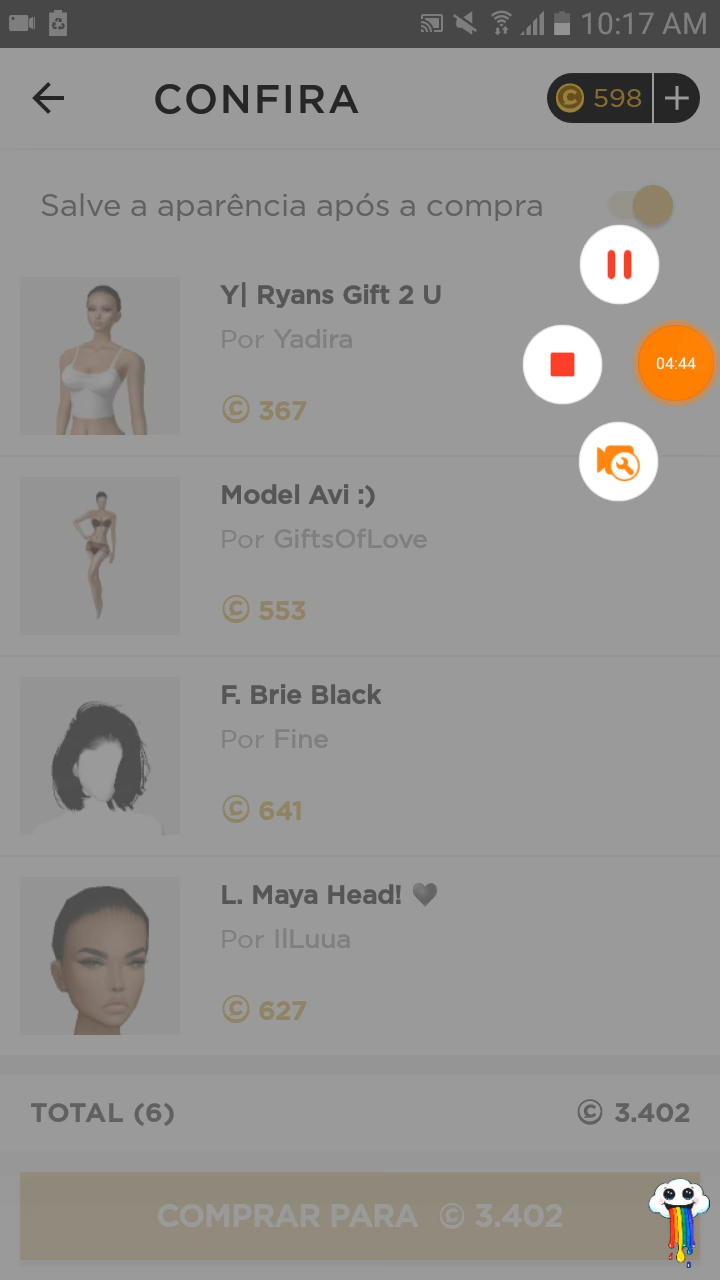 10:17 AM
CONFIRA
598
Salve a aparência após a compra
Y| Ryans Gift 2 U
Por Yadira
367
04:44
Model Avi :)
Por GiftsOfLove
553
F. Brie Black
Por Fine
641
L. Maya Head! 🖤
Por IlLuua
627
TOTAL (6) © 3.402
COMPRAR PARA © 3.402